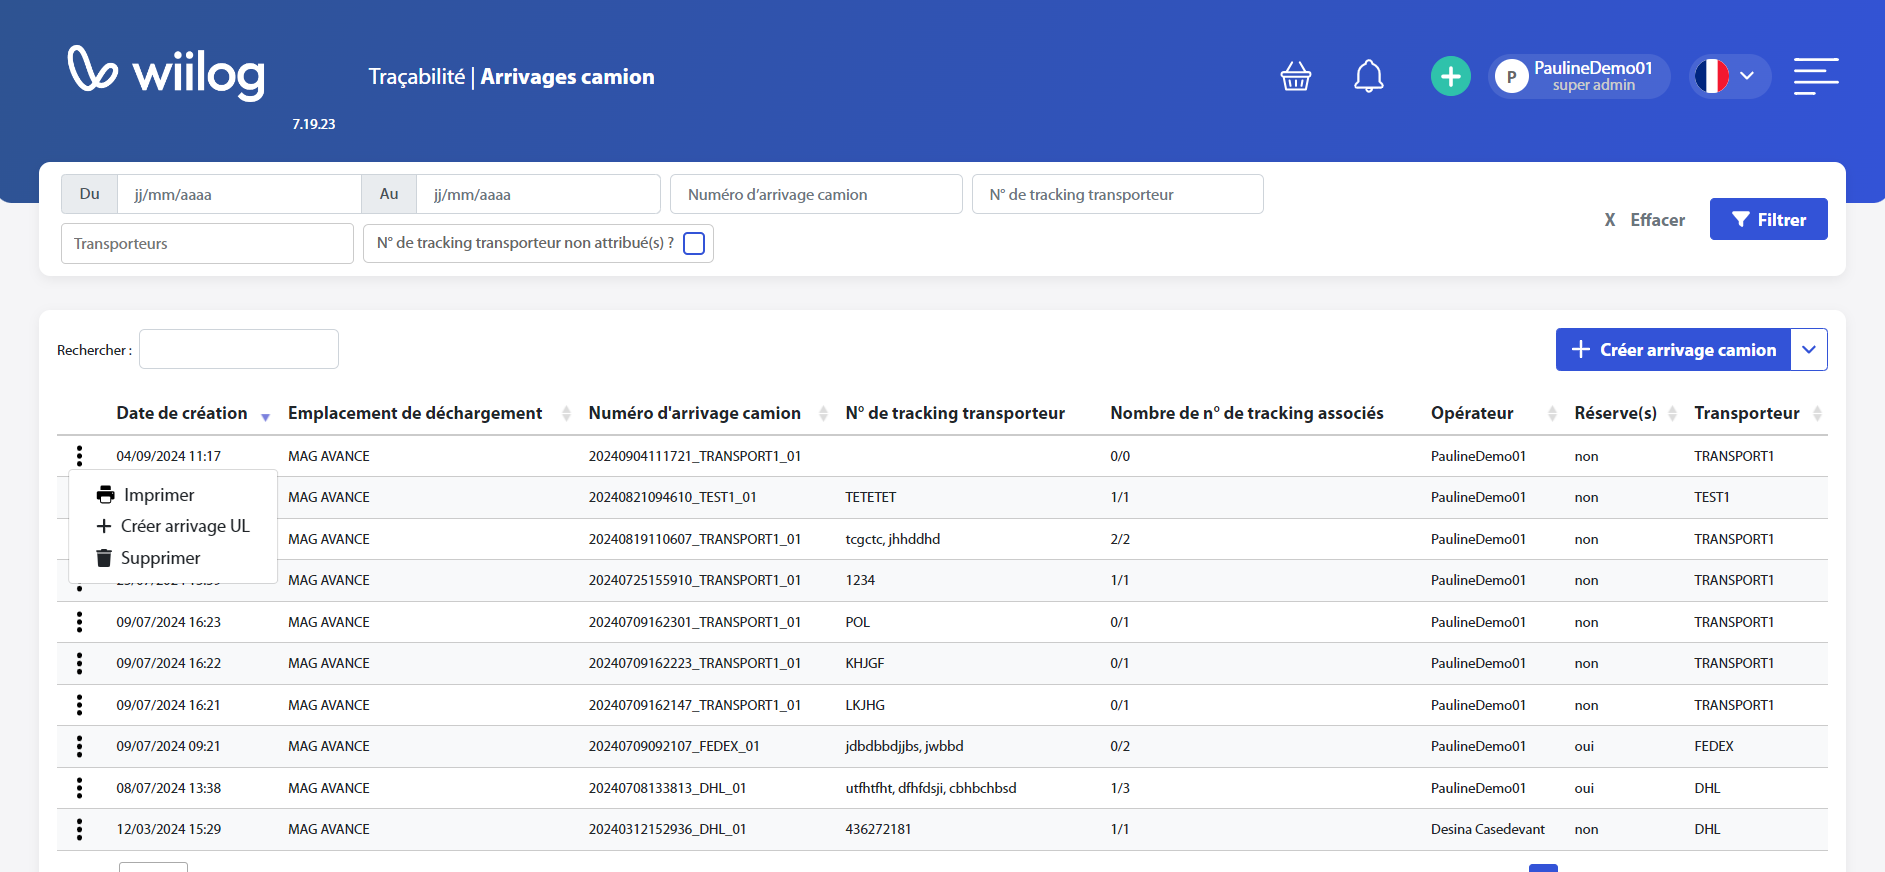 wiilog
7.19.23
Traçabilité | Arrivages camion
P PaulineDemo01
super admin
Du jj/mm/aaaa Au jj/mm/aaaa Numéro d'arrivage camion N° de tracking transporteur
Transporteurs N° de tracking transporteur non attribué(s) ?
X Effacer Filtrer
Rechercher :
Créer arrivage camion
Date de création Emplacement de déchargement Numéro d'arrivage camion N° de tracking transporteur Nombre de n° de tracking associés Opérateur Réserve(s) Transporteur
04/09/2024 11:17 MAG AVANCE 20240904111721_TRANSPORT1_01 0/0 PaulineDemo01 non TRANSPORT1
Imprimer
Créer arrivage UL
Supprimer
MAG AVANCE 20240821094610_TEST1_01 TETETET 1/1 PaulineDemo01 non TEST1
MAG AVANCE 20240819110607_TRANSPORT1_01 tcgctc, jhhddhd 2/2 PaulineDemo01 non TRANSPORT1
MAG AVANCE 20240725155910_TRANSPORT1_01 1234 1/1 PaulineDemo01 non TRANSPORT1
09/07/2024 16:23 MAG AVANCE 20240709162301_TRANSPORT1_01 POL 0/1 PaulineDemo01 non TRANSPORT1
09/07/2024 16:22 MAG AVANCE 20240709162223_TRANSPORT1_01 KHJGF 0/1 PaulineDemo01 non TRANSPORT1
09/07/2024 16:21 MAG AVANCE 20240709162147_TRANSPORT1_01 LKJHG 0/1 PaulineDemo01 non TRANSPORT1
09/07/2024 09:21 MAG AVANCE 20240709092107_FEDEX_01 jdbdbbdjjbs, jwbbd 0/2 PaulineDemo01 oui FEDEX
08/07/2024 13:38 MAG AVANCE 20240708133813_DHL_01 utfhtfht, dfhfdsji, cbhbchbsd 1/3 PaulineDemo01 oui DHL
12/03/2024 15:29 MAG AVANCE 20240312152936_DHL_01 436272181 1/1 Desina Casedevant non DHL